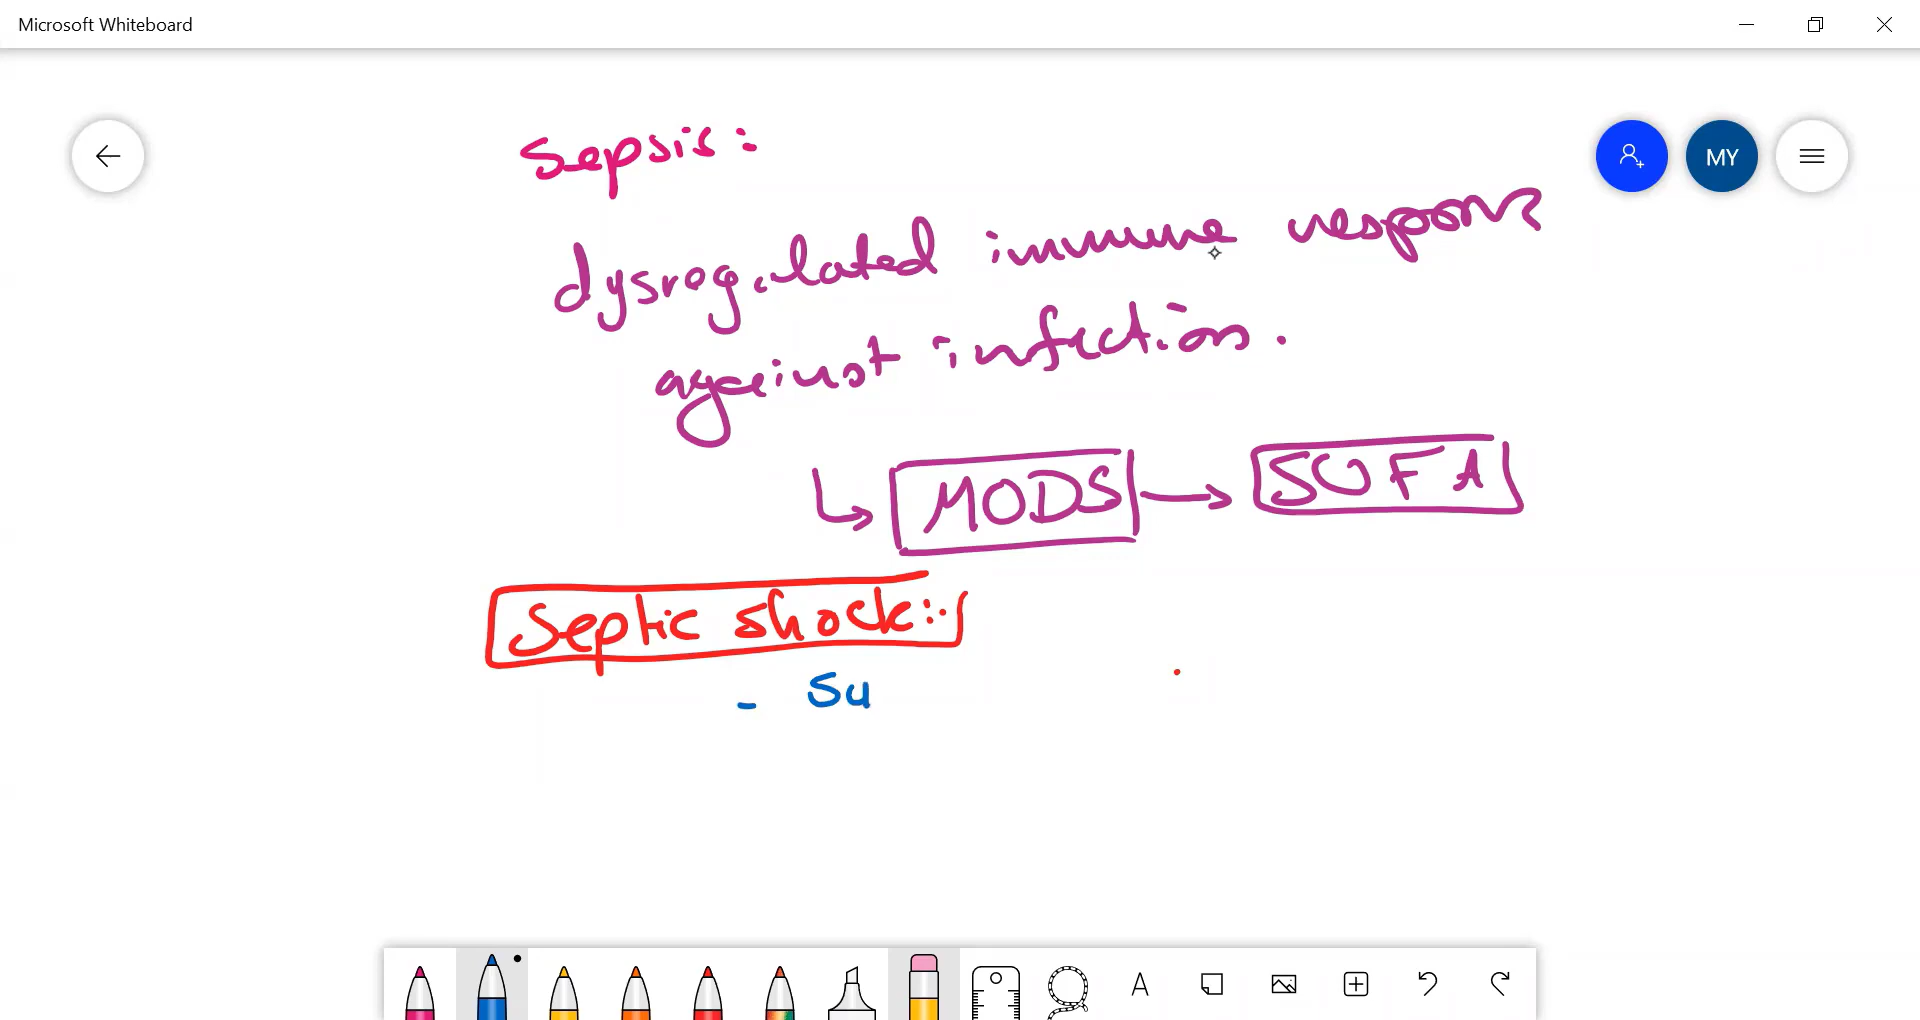 Microsoft Whiteboard
MY
Sepsis:
dysregulated immune response
against infection.
MODS → SOFA
Septic shock:
- Su
A